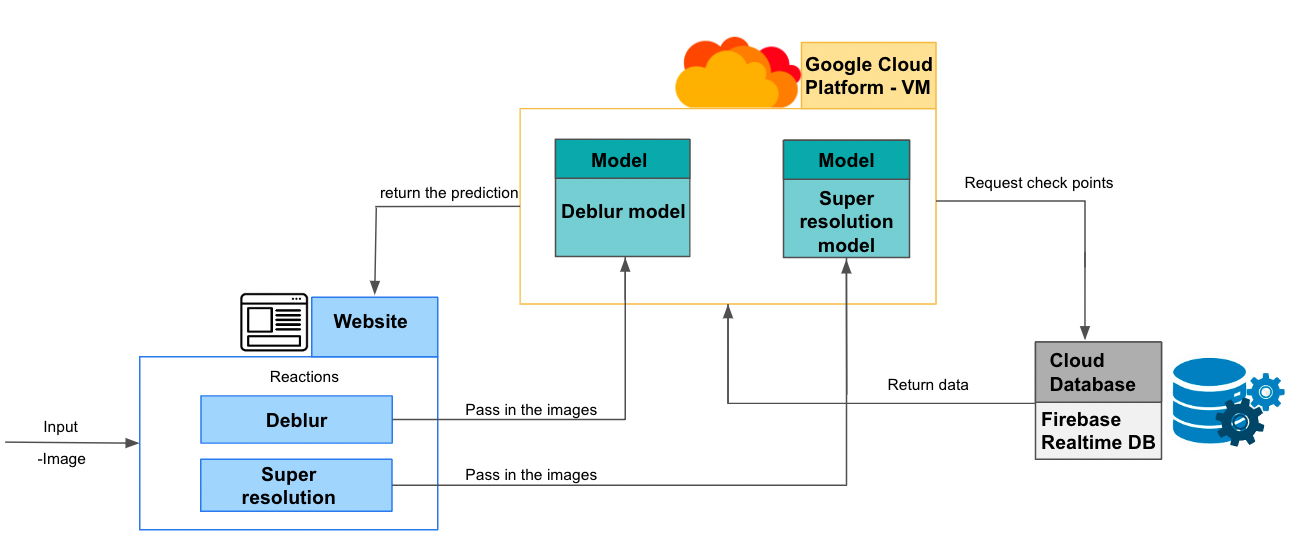 Google Cloud
Platform - VM
Model
Deblur model
Model
Super
resolution
model
return the prediction
Request check points
Website
Reactions
Deblur
Super
resolution
Input
-Image
Pass in the images
Pass in the images
Return data
Cloud
Database
Firebase
Realtime DB